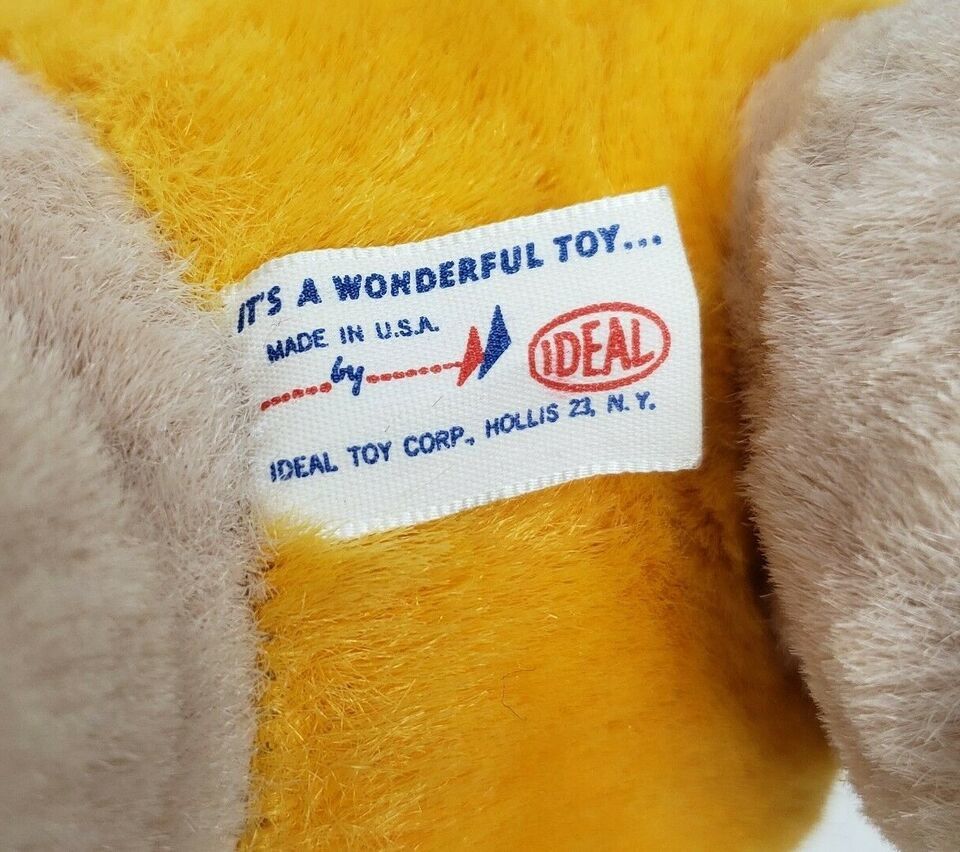 IT'S A WONDERFUL TOY...
MADE IN U.S.A.
by IDEAL
IDEAL TOY CORP., HOLLIS 23, N.Y.